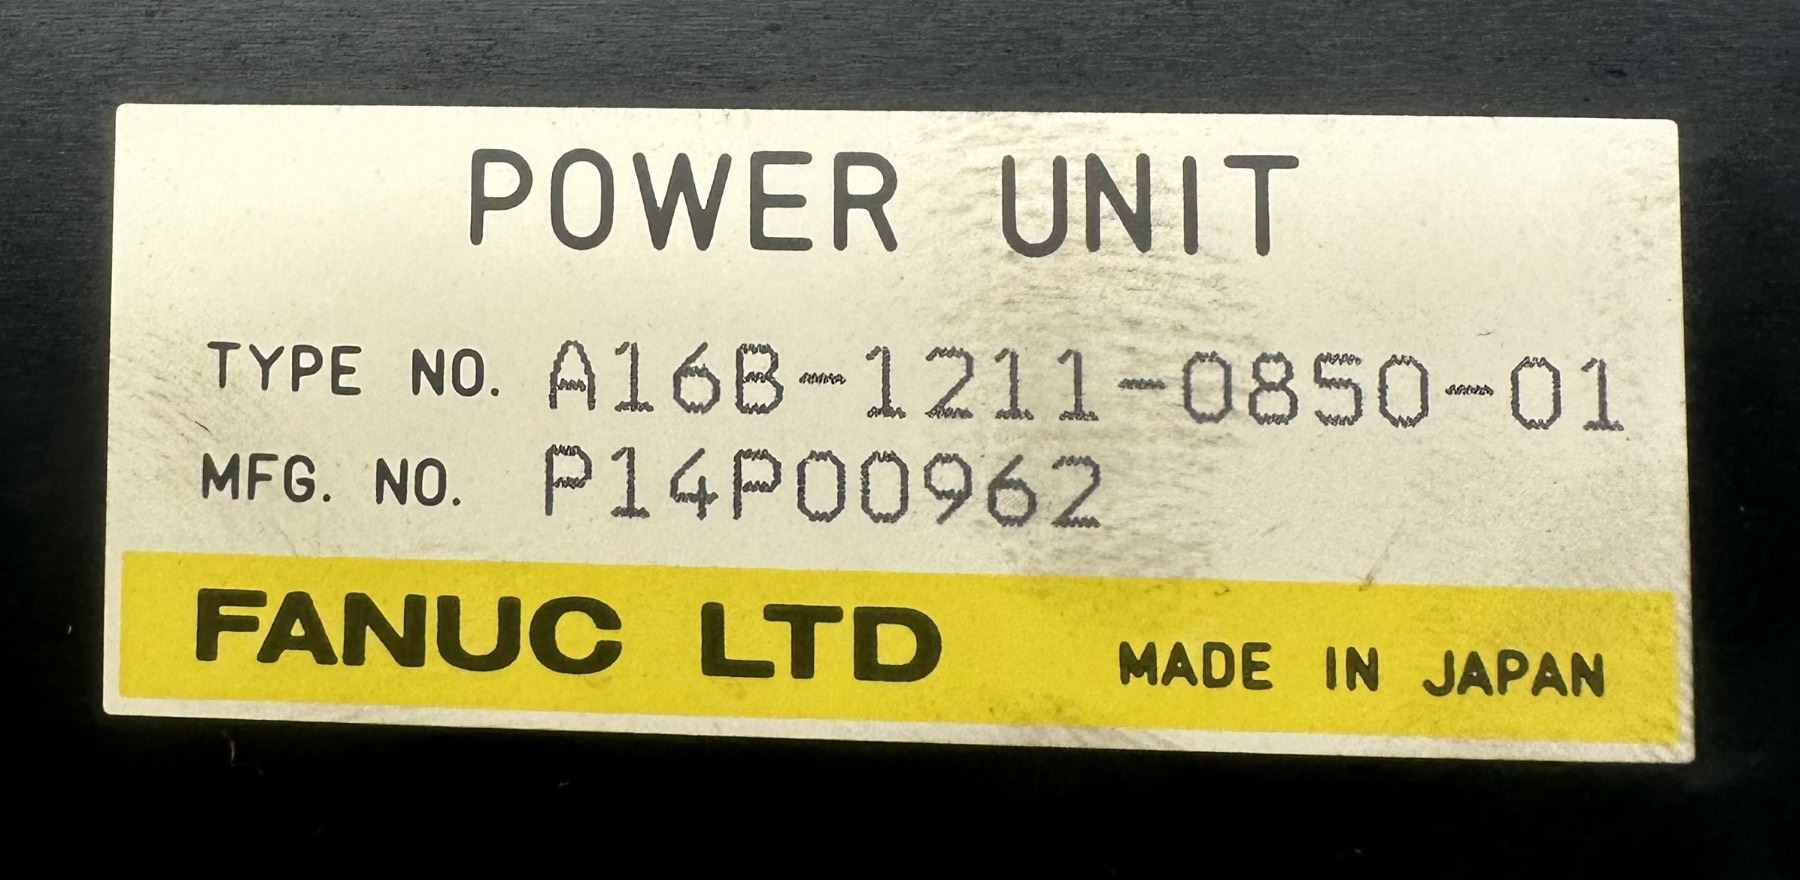 POWER UNIT
TYPE NO. A16B-1211-0850-01
MFG. NO. P14P00962
FANUC LTD MADE IN JAPAN